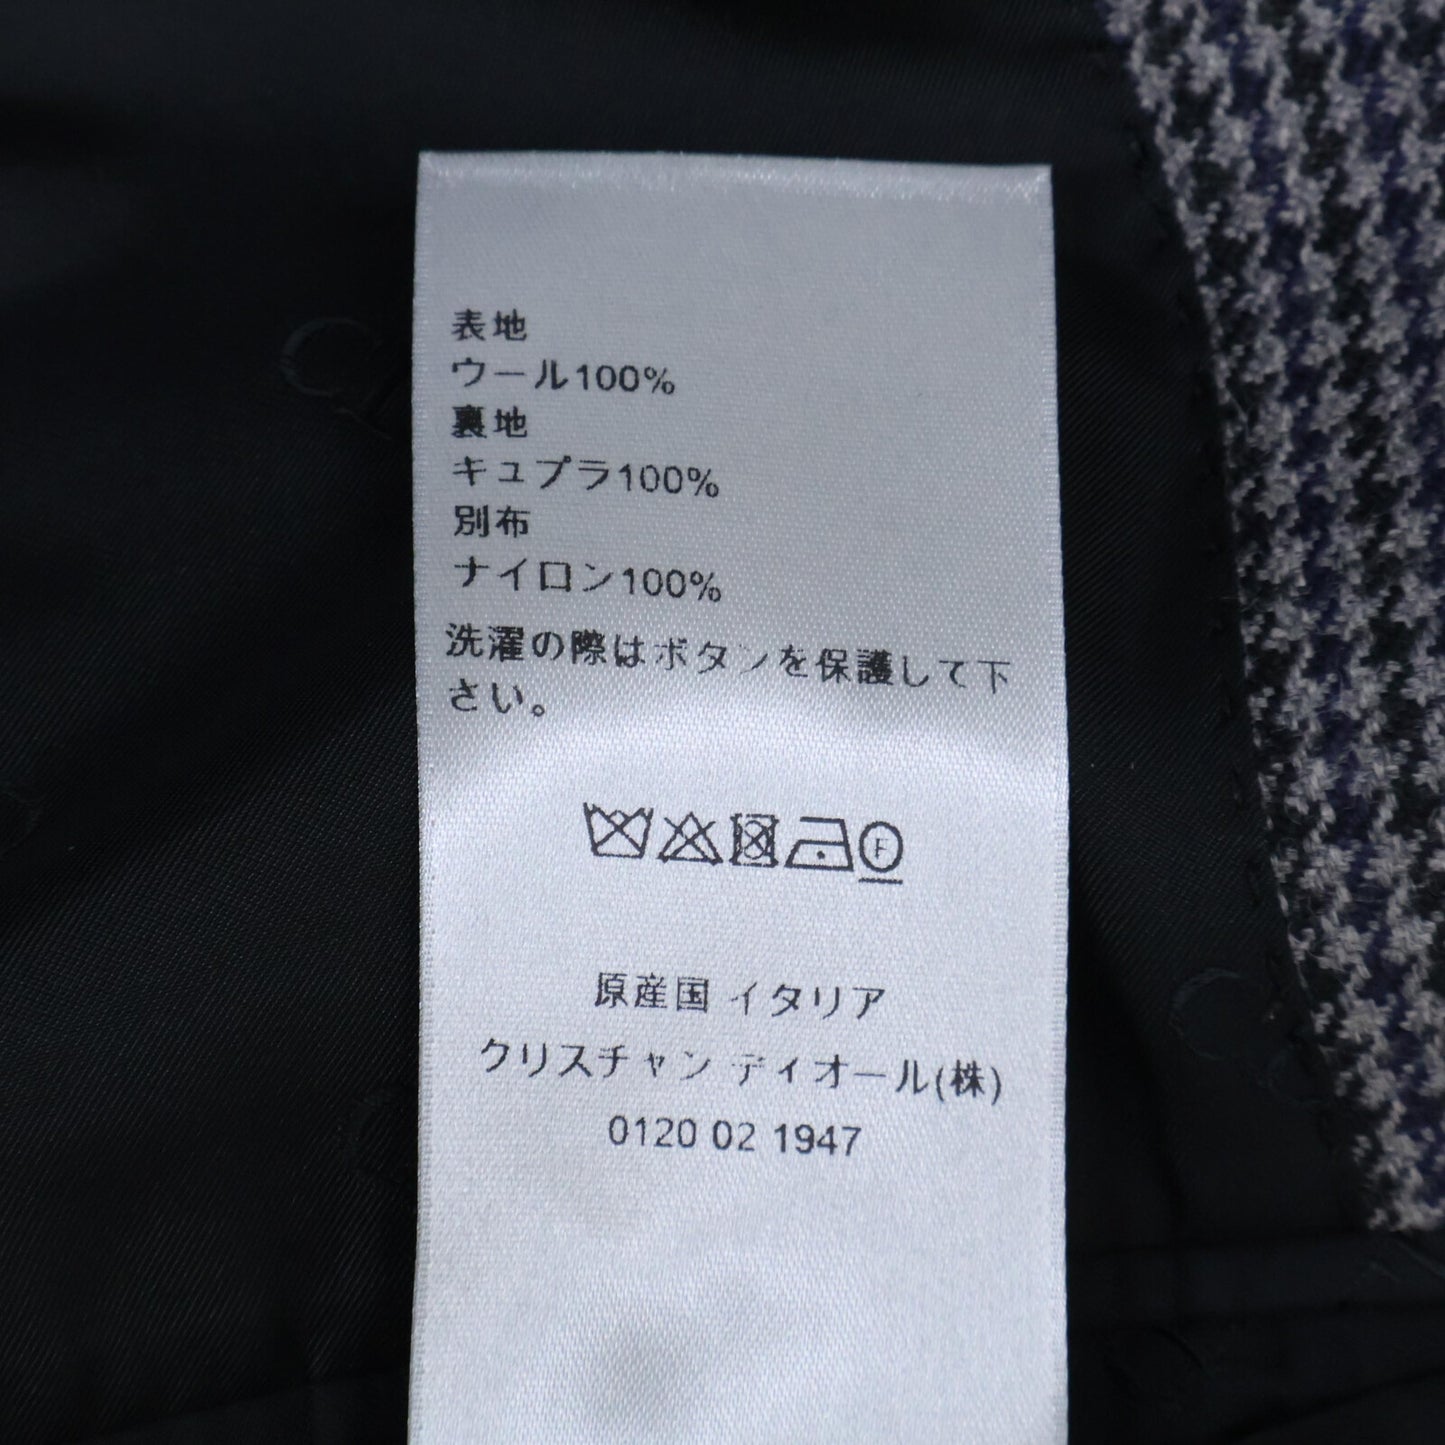 表地
ウール100%
裏地
キュプラ100%
別布
ナイロン100%
洗濯の際はボタンを保護して下
さい。
F
原産国 イタリア
クリスチャン ディオール(株)
0120 02 1947